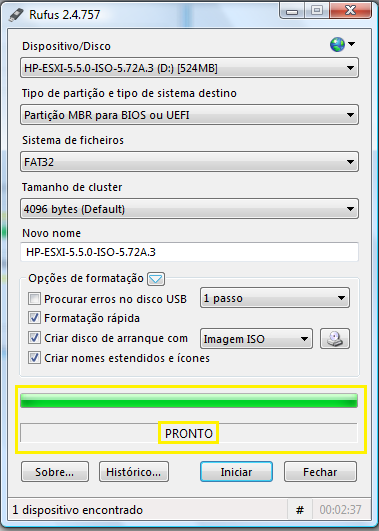 Rufus 2.4.757
Dispositivo/Disco
HP-ESXI-5.5.0-ISO-5.72A.3 (D:) [524MB]
Tipo de partição e tipo de sistema destino
Partição MBR para BIOS ou UEFI
Sistema de ficheiros
FAT32
Tamanho de cluster
4096 bytes (Default)
Novo nome
HP-ESXI-5.5.0-ISO-5.72A.3
Opções de formatação
Procurar erros no disco USB 1 passo
Formatação rápida
Criar disco de arranque com Imagem ISO
Criar nomes estendidos e ícones
PRONTO
Sobre... Histórico... Iniciar Fechar
1 dispositivo encontrado # 00:02:37